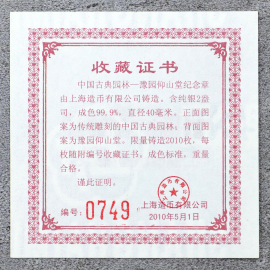 收藏证书
中国古典园林—豫园仰山堂纪念章
由上海造币有限公司铸造，含纯银2盎
司，成色99.9%。直径40毫米，正面图
案为传统雕刻的中国古典园林；背面图
案为豫园仰山堂。限量铸造2010枚，每
枚随附编号收藏证书，成色标准，重量
合格。
谨此证明。
编号：0749
上海造币有限公司
2010年5月1日